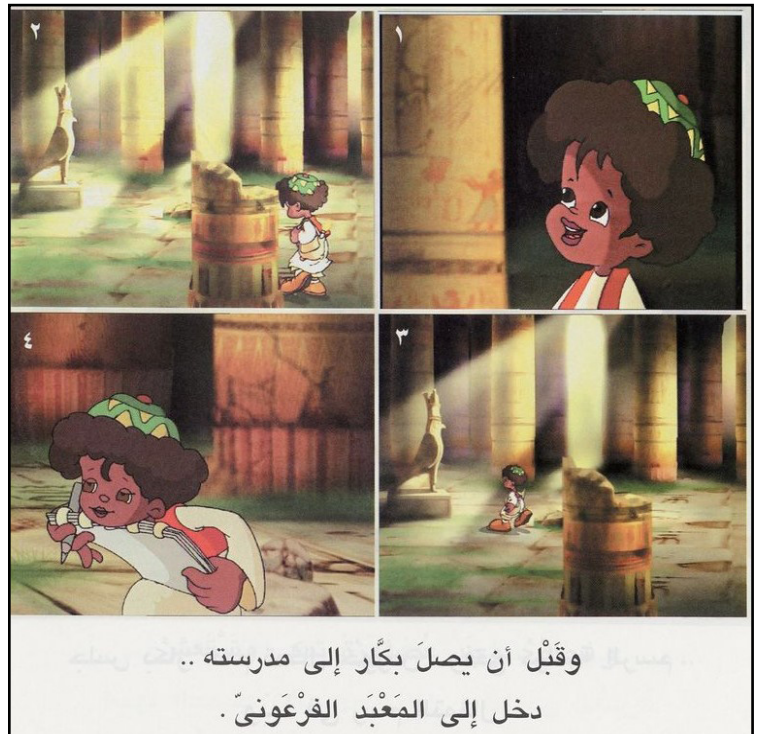 ١
٢
٣
٤
وقَبْل أن يصلَ بكَّار إلى مدرسته ..
دخل إلى المَعْبَد الفرْعَونىّ .